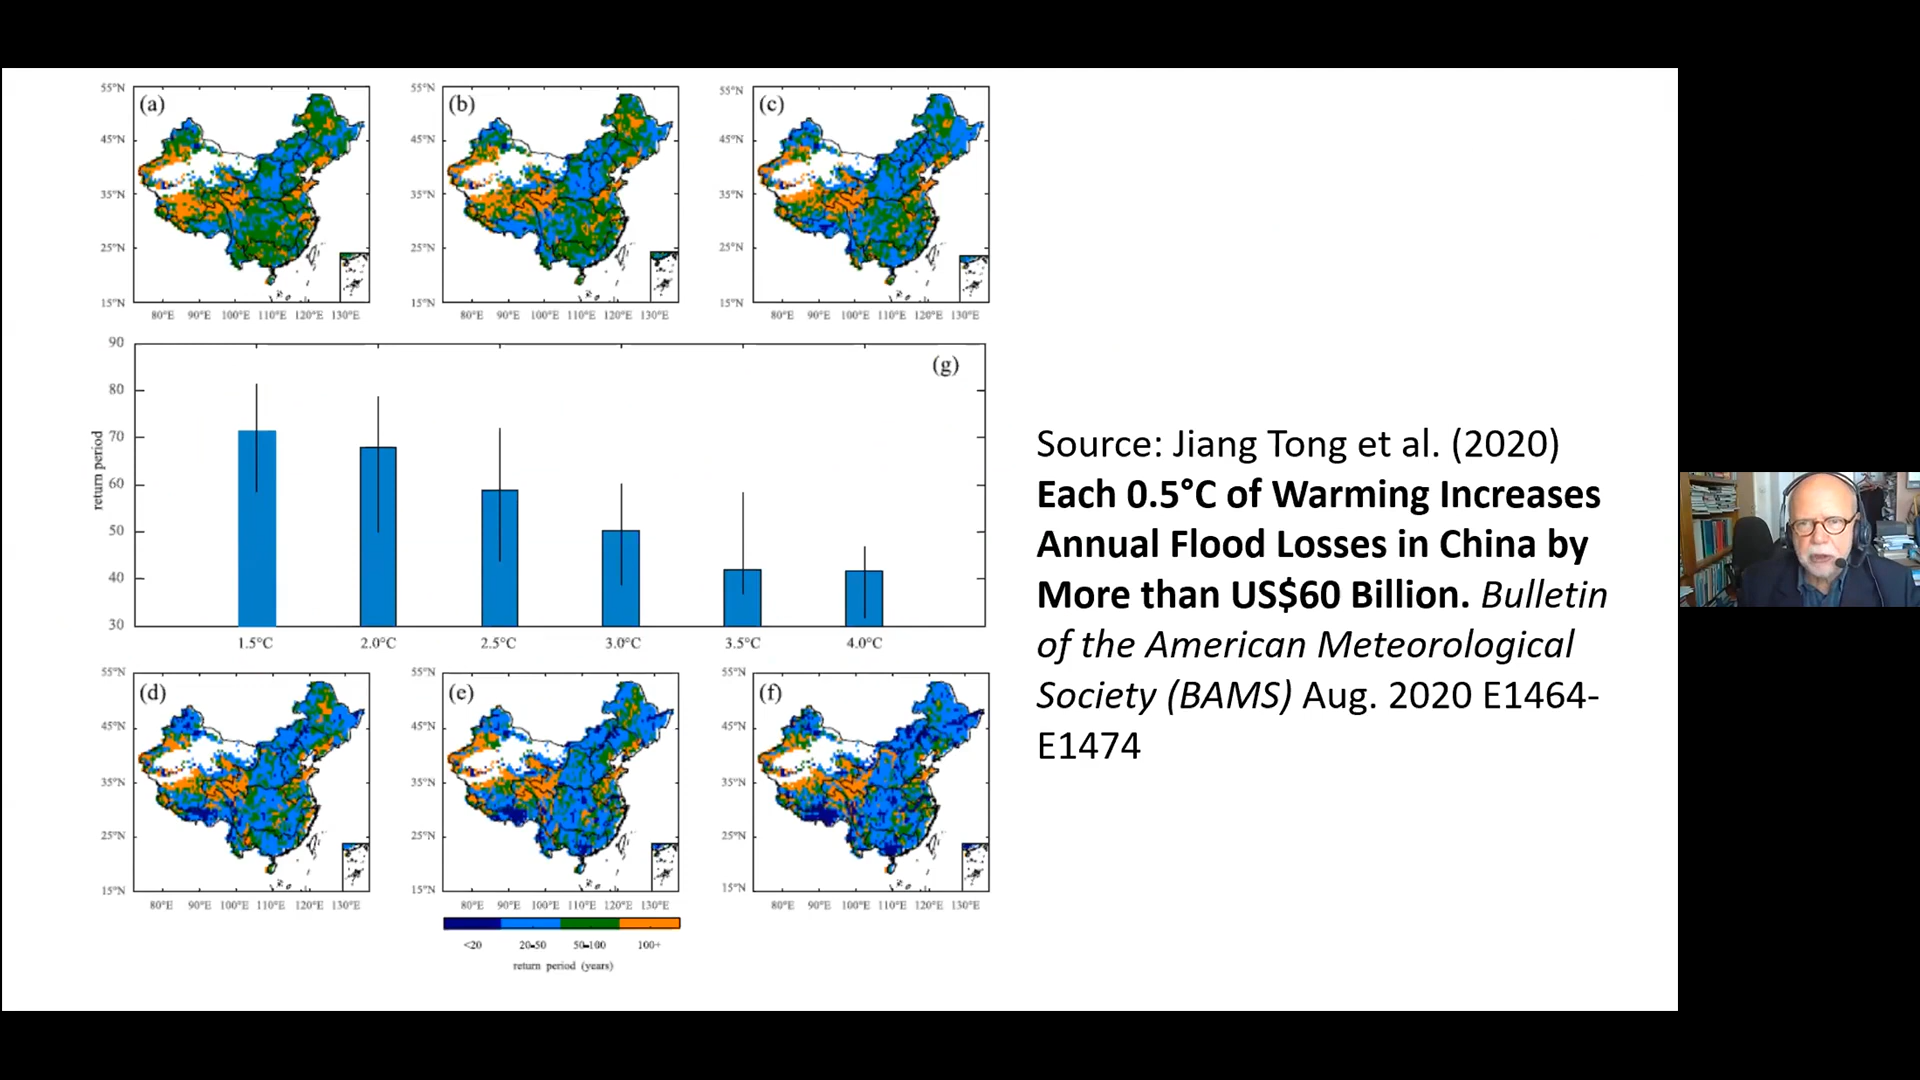 (a)
55°N
45°N
35°N
25°N
15°N
80°E 90°E 100°E 110°E 120°E 130°E
(b)
55°N
45°N
35°N
25°N
15°N
80°E 90°E 100°E 110°E 120°E 130°E
(c)
55°N
45°N
35°N
25°N
15°N
80°E 90°E 100°E 110°E 120°E 130°E
(g)
90
80
70
60
50
40
30
return period
1.5°C 2.0°C 2.5°C 3.0°C 3.5°C 4.0°C
(d)
55°N
45°N
35°N
25°N
15°N
80°E 90°E 100°E 110°E 120°E 130°E
(e)
55°N
45°N
35°N
25°N
15°N
80°E 90°E 100°E 110°E 120°E 130°E
(f)
55°N
45°N
35°N
25°N
15°N
80°E 90°E 100°E 110°E 120°E 130°E
<20 20-50 50-100 100+
return period (years)
Source: Jiang Tong et al. (2020)
Each 0.5°C of Warming Increases
Annual Flood Losses in China by
More than US$60 Billion. Bulletin
of the American Meteorological
Society (BAMS) Aug. 2020 E1464-
E1474